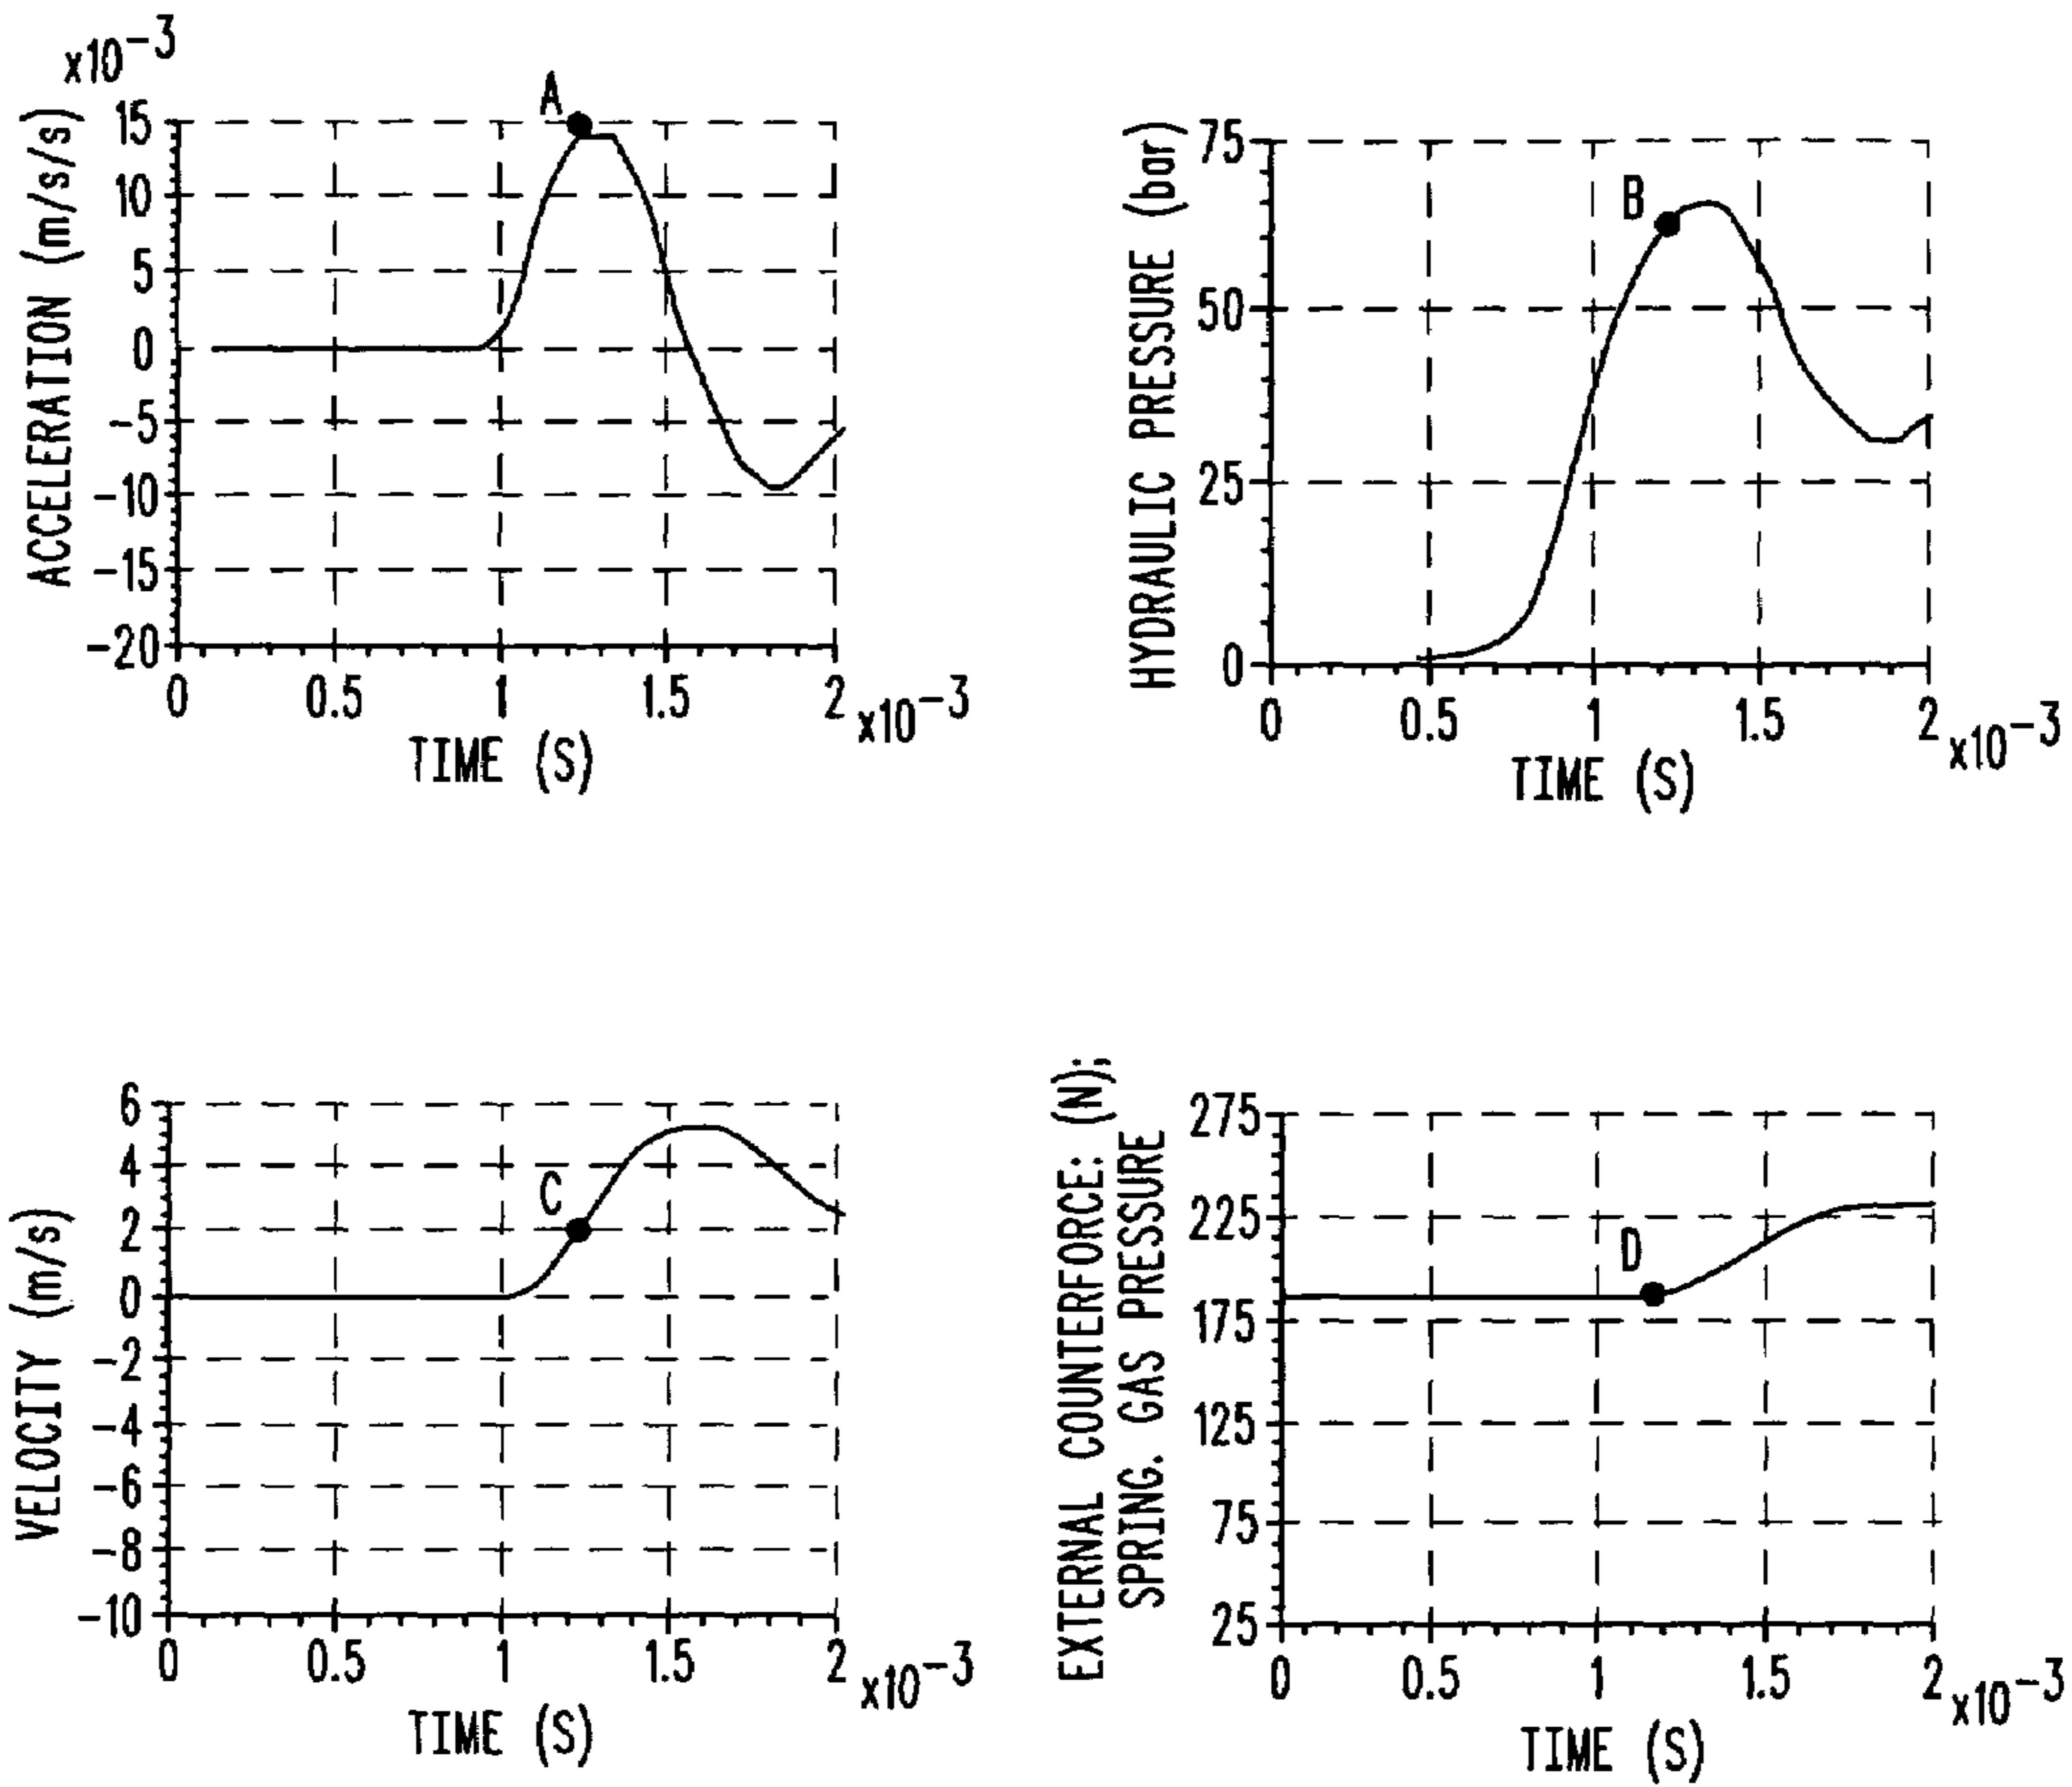 x10-3
ACCELERATION (m/s/s)
15
10
5
0
-5
-10
-15
-20
A
0 0.5 1 1.5 2 x10-3
TIME (S)
HYDRAULIC PRESSURE (bar)
75
50
25
0
B
0 0.5 1 1.5 2 x10-3
TIME (S)
VELOCITY (m/s)
6
4
2
0
-2
-4
-6
-8
-10
C
0 0.5 1 1.5 2 x10-3
TIME (S)
EXTERNAL COUNTERFORCE: (N);
SPRING. GAS PRESSURE
275
225
175
125
75
25
D
0 0.5 1 1.5 2 x10-3
TIME (S)